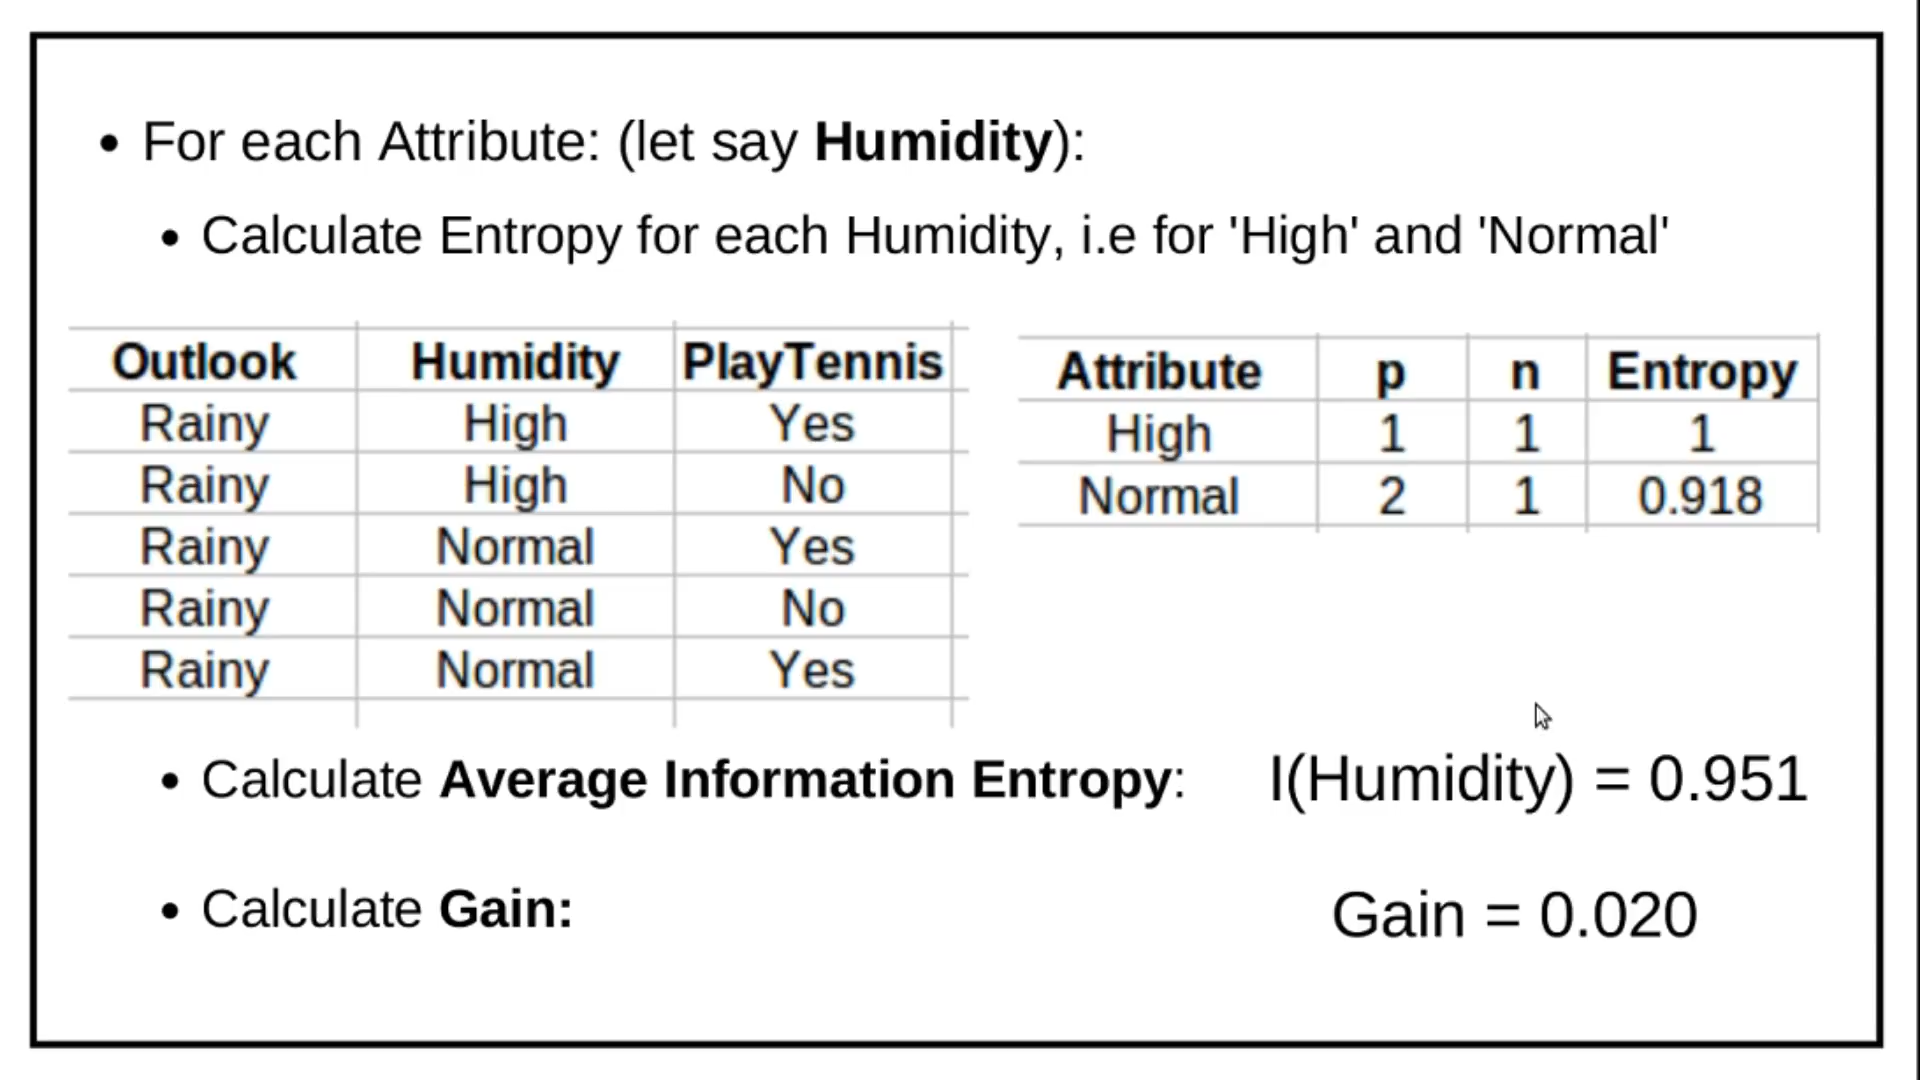 • For each Attribute: (let say Humidity):
• Calculate Entropy for each Humidity, i.e for 'High' and 'Normal'
Outlook Humidity PlayTennis
Rainy High Yes
Rainy High No
Rainy Normal Yes
Rainy Normal No
Rainy Normal Yes
Attribute p n Entropy
High 1 1 1
Normal 2 1 0.918
• Calculate Average Information Entropy: I(Humidity) = 0.951
• Calculate Gain: Gain = 0.020